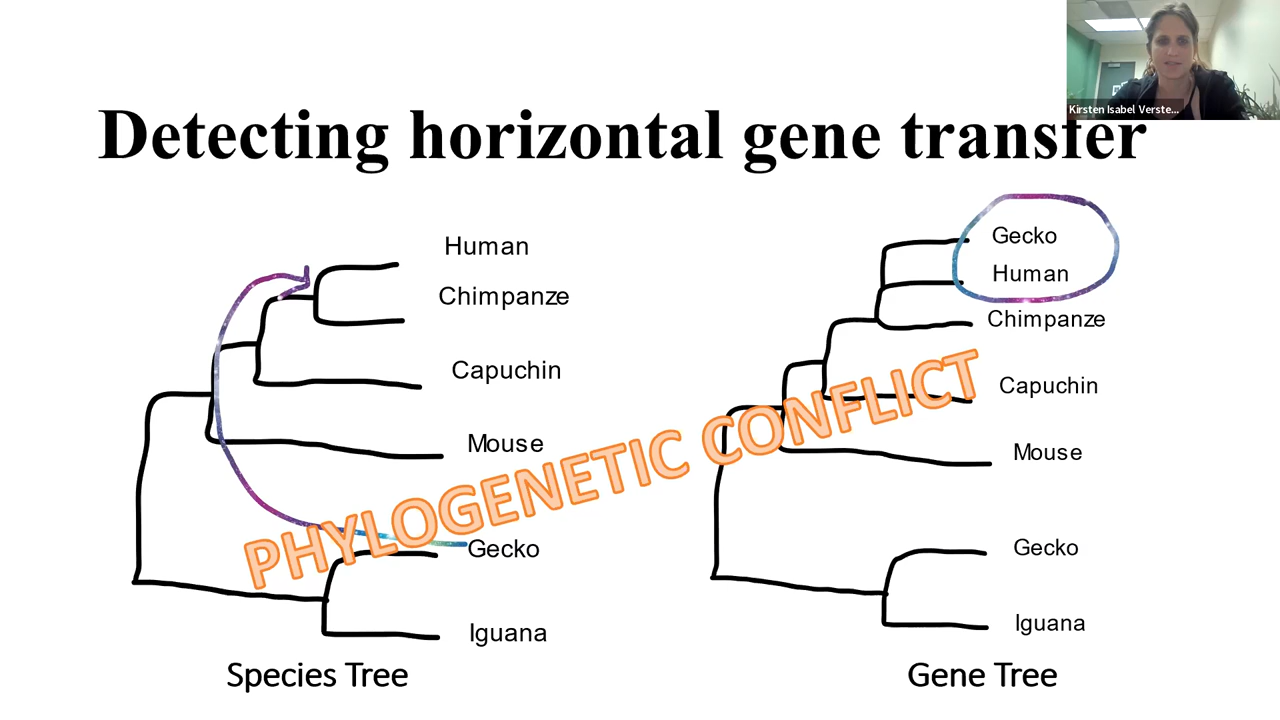 Kirsten Isabel Verste...
Detecting horizontal gene transfer
Human
Chimpanze
Capuchin
Mouse
Gecko
Iguana
Species Tree
PHYLOGENETIC CONFLICT
Gecko
Human
Chimpanze
Capuchin
Mouse
Gecko
Iguana
Gene Tree